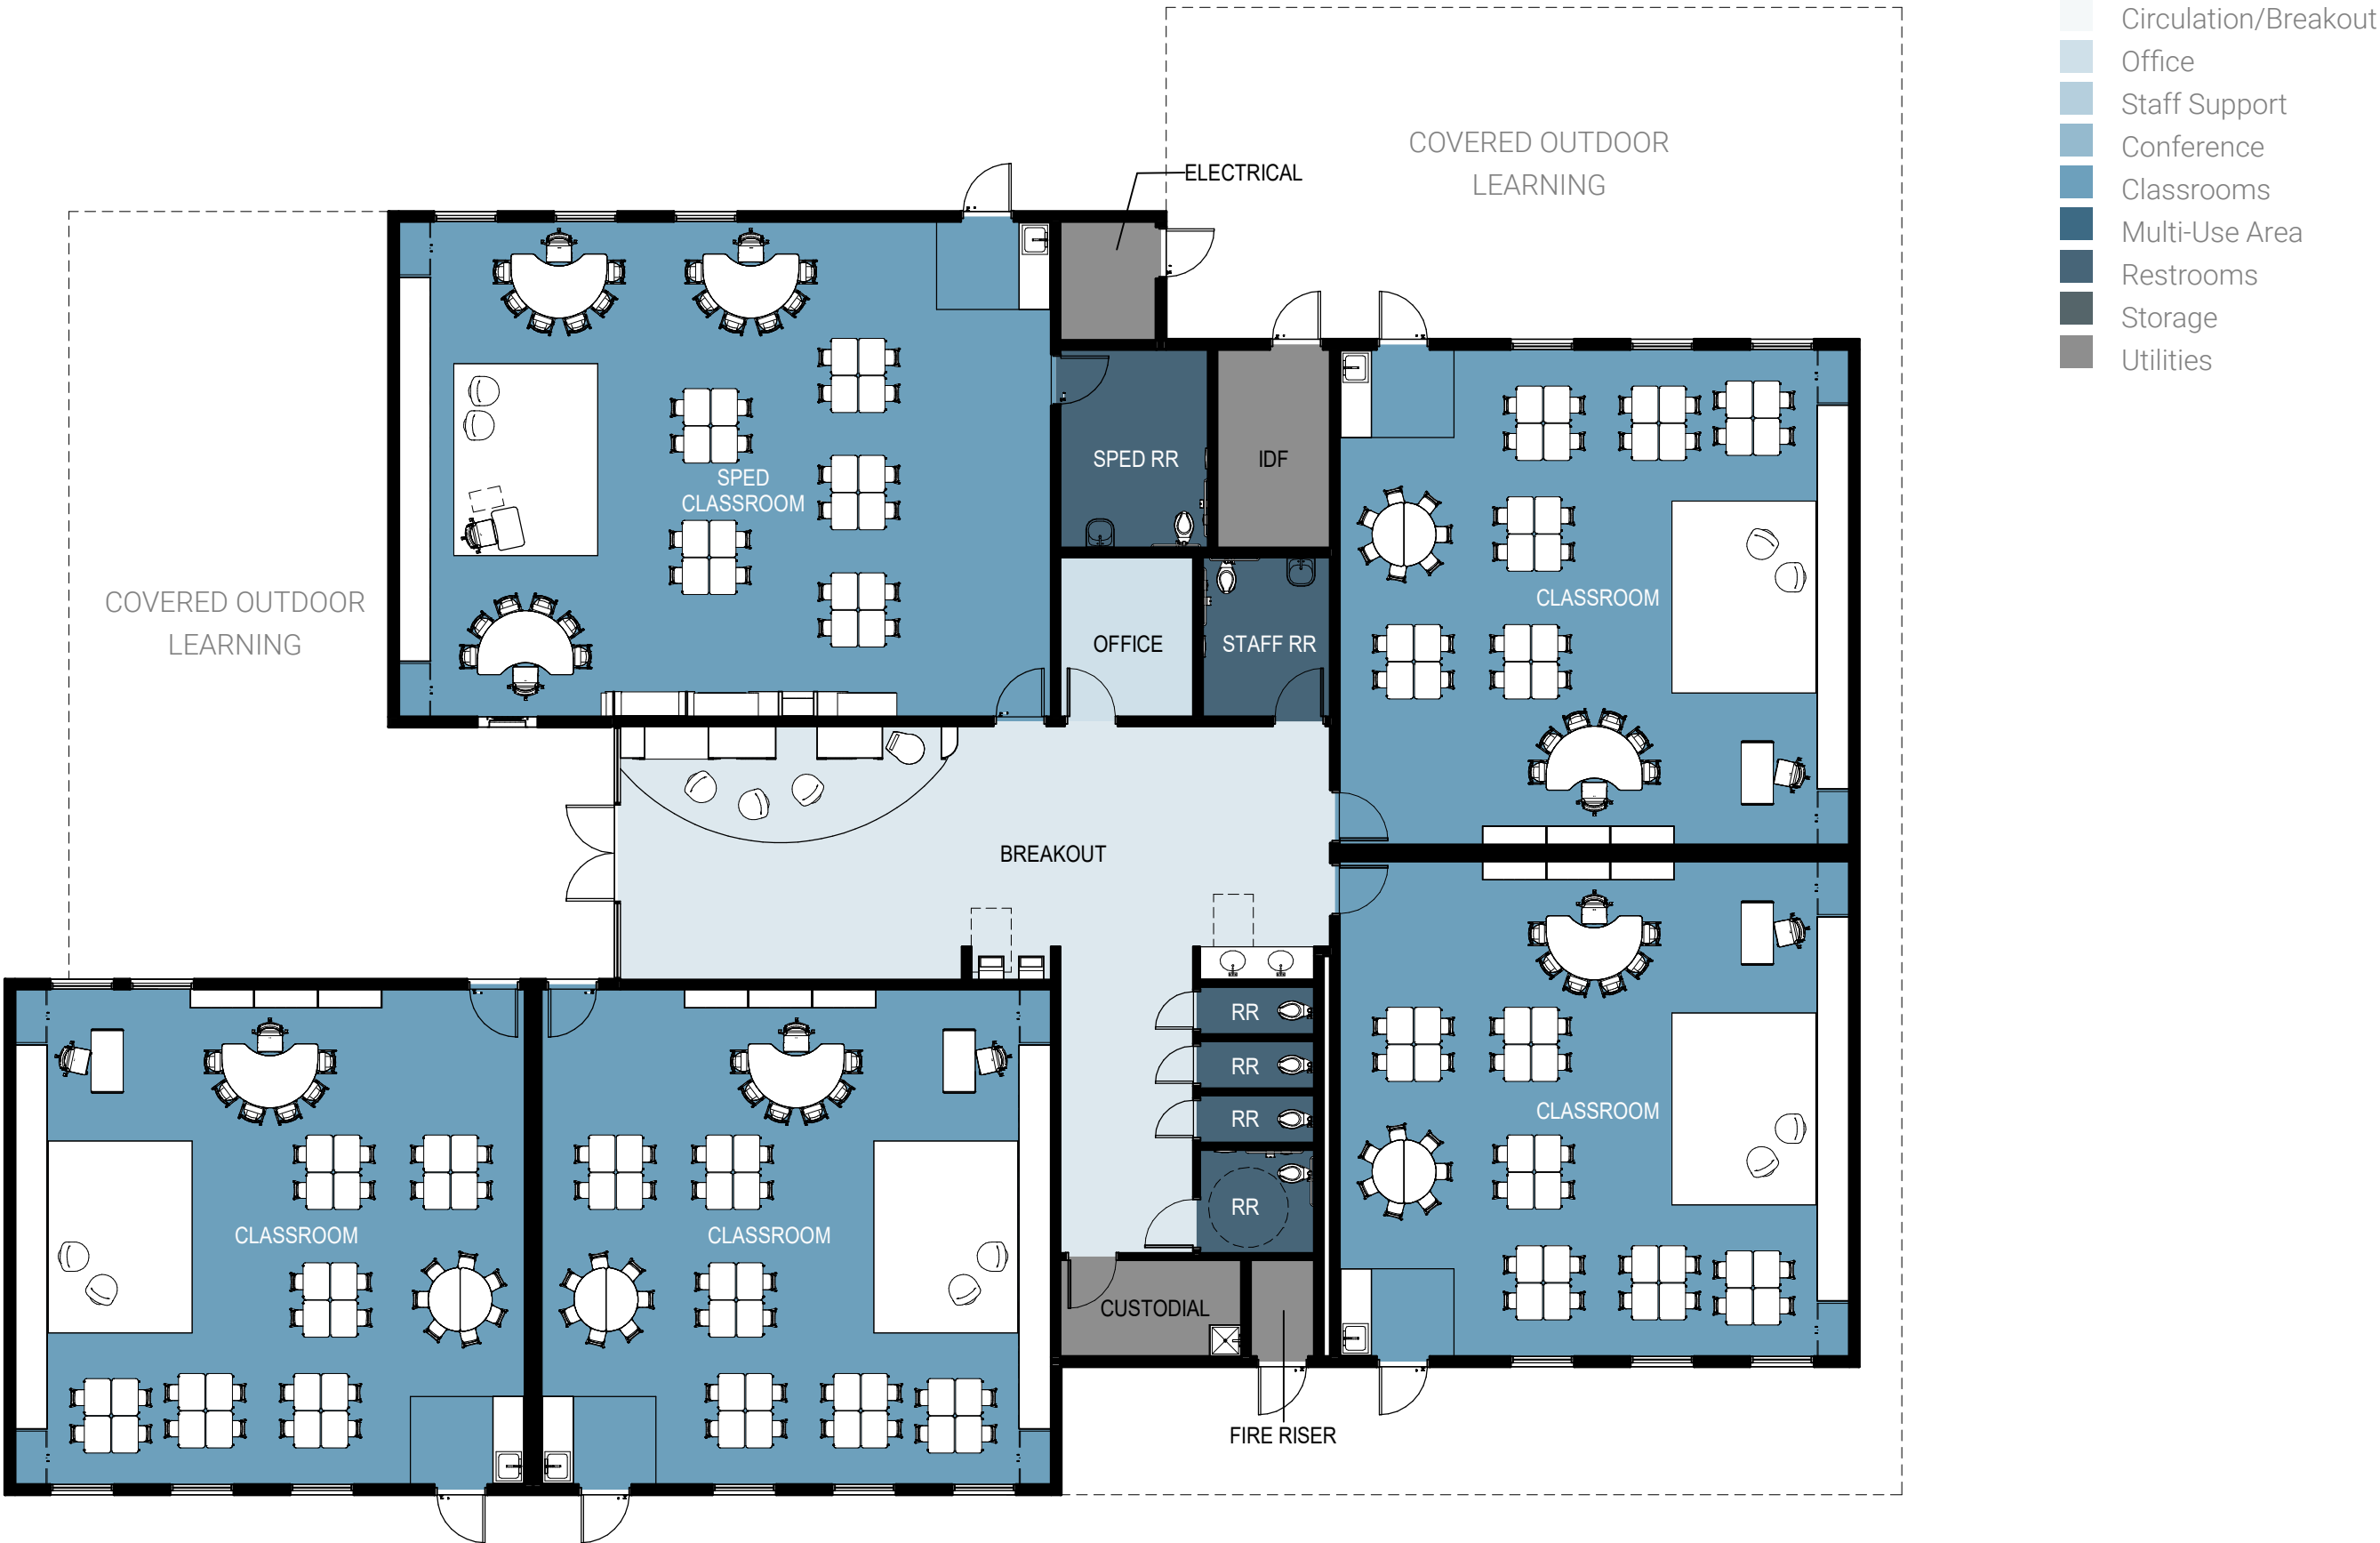 Circulation/Breakout
Office
Staff Support
Conference
Classrooms
Multi-Use Area
Restrooms
Storage
Utilities
COVERED OUTDOOR
LEARNING
ELECTRICAL
SPED RR
IDF
SPED
CLASSROOM
COVERED OUTDOOR
LEARNING
OFFICE
STAFF RR
CLASSROOM
BREAKOUT
RR
RR
RR
RR
CLASSROOM
CLASSROOM
CLASSROOM
CUSTODIAL
FIRE RISER